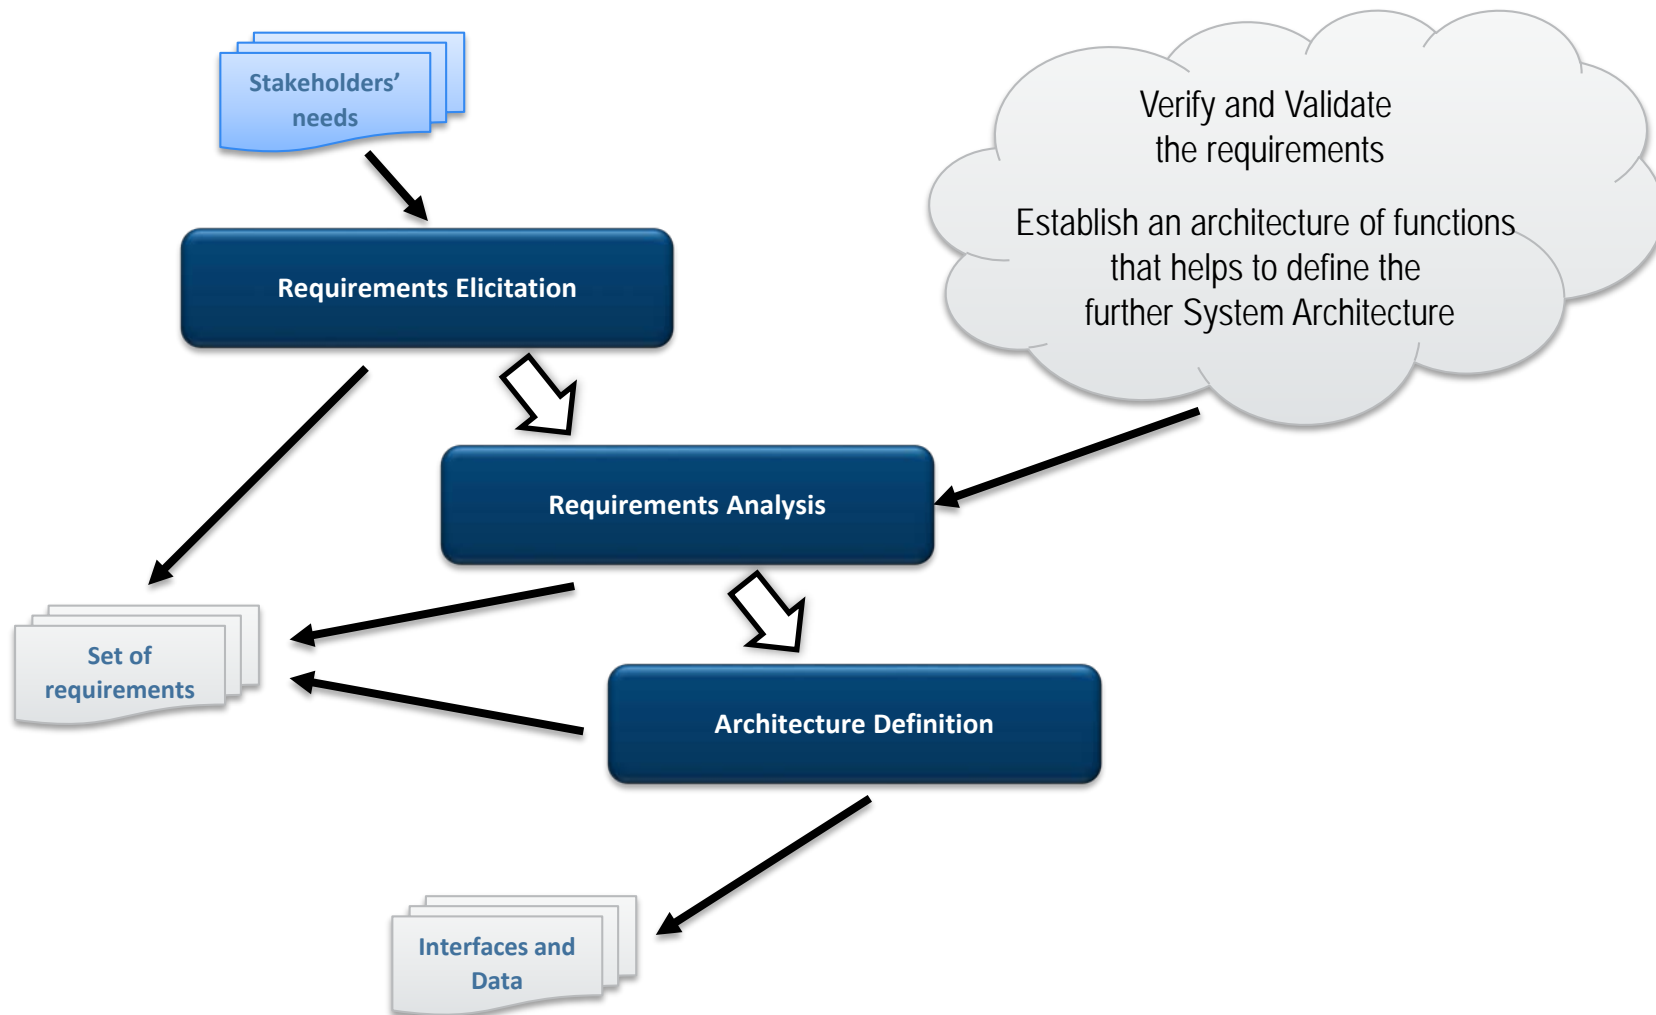 Stakeholders’
needs
Verify and Validate
the requirements
Establish an architecture of functions
that helps to define the
further System Architecture
Requirements Elicitation
Requirements Analysis
Set of
requirements
Architecture Definition
Interfaces and
Data